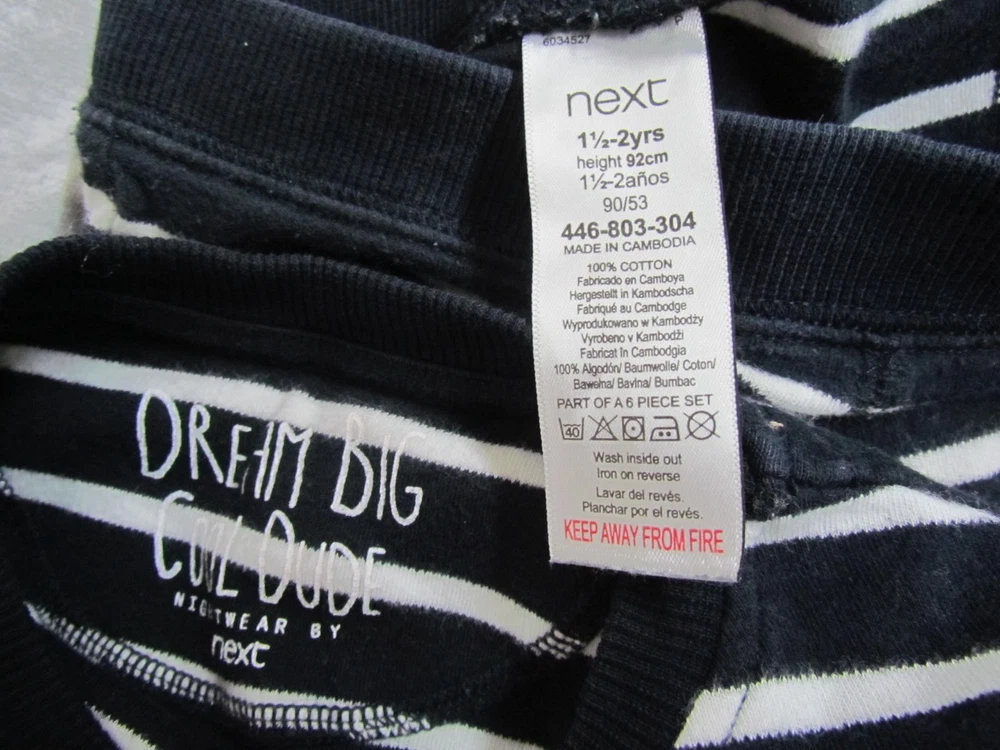 6034527
P
next
1½-2yrs
height 92cm
1½-2años
90/53
446-803-304
MADE IN CAMBODIA
100% COTTON
Fabricado en Camboya
Hergestellt in Kambodscha
Fabriqué au Cambodge
Wyprodukowano w Kambodży
Vyrobeno v Kambodži
Fabricat în Cambodgia
100% Algodón/ Baumwolle/ Coton/
Bawełna/ Bavlna/ Bumbac
PART OF A 6 PIECE SET
40
Wash inside out
Iron on reverse
Lavar del revés.
Planchar por el revés.
KEEP AWAY FROM FIRE
DREAM BIG
COOL DUDE
NIGHTWEAR BY
next